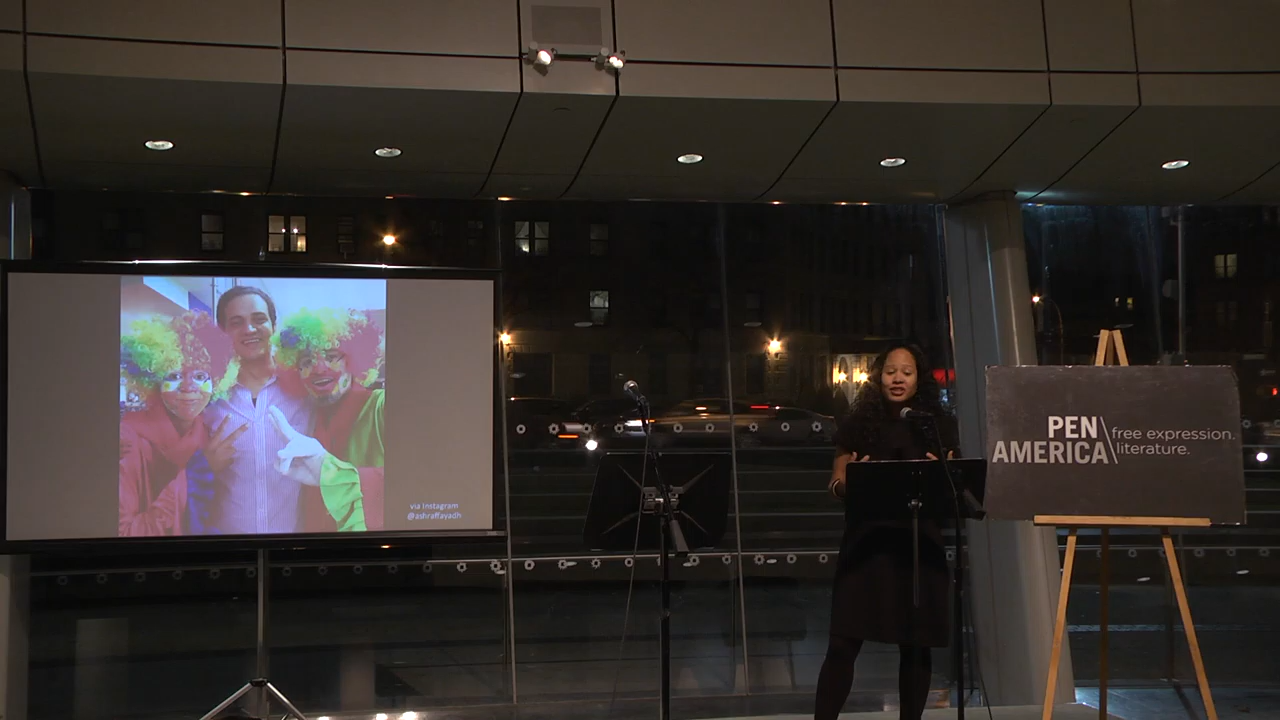 via Instagram
@ashraffayadh
PEN
AMERICA
free expression.
literature.